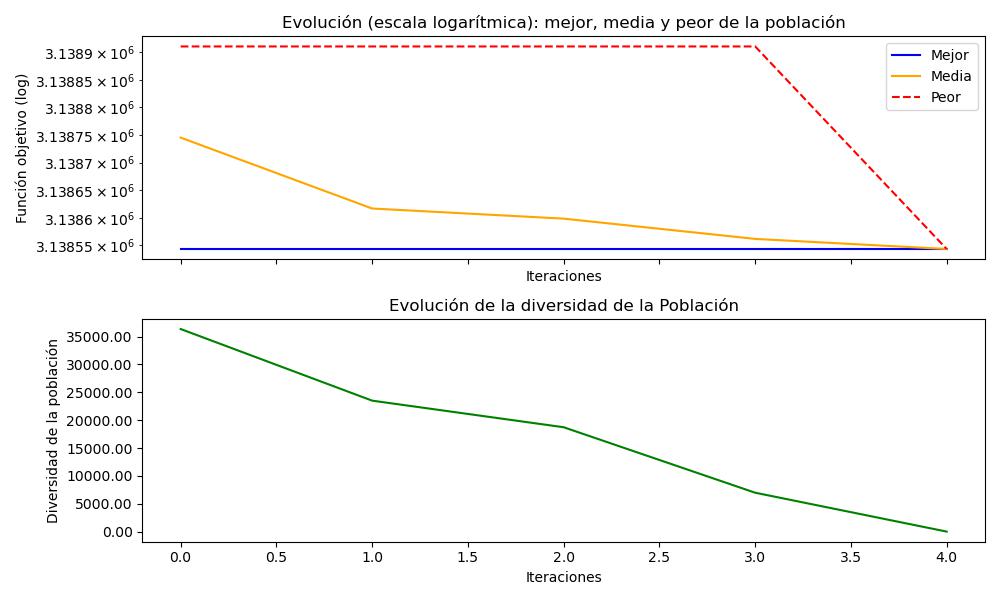 Evolución (escala logarítmica): mejor, media y peor de la población
Función objetivo (log)
3.1389 × 10⁶
3.13885 × 10⁶
3.1388 × 10⁶
3.13875 × 10⁶
3.1387 × 10⁶
3.13865 × 10⁶
3.1386 × 10⁶
3.13855 × 10⁶
Mejor
Media
Peor
Iteraciones
Evolución de la diversidad de la Población
Diversidad de la población
35000.00
30000.00
25000.00
20000.00
15000.00
10000.00
5000.00
0.00
0.0 0.5 1.0 1.5 2.0 2.5 3.0 3.5 4.0
Iteraciones